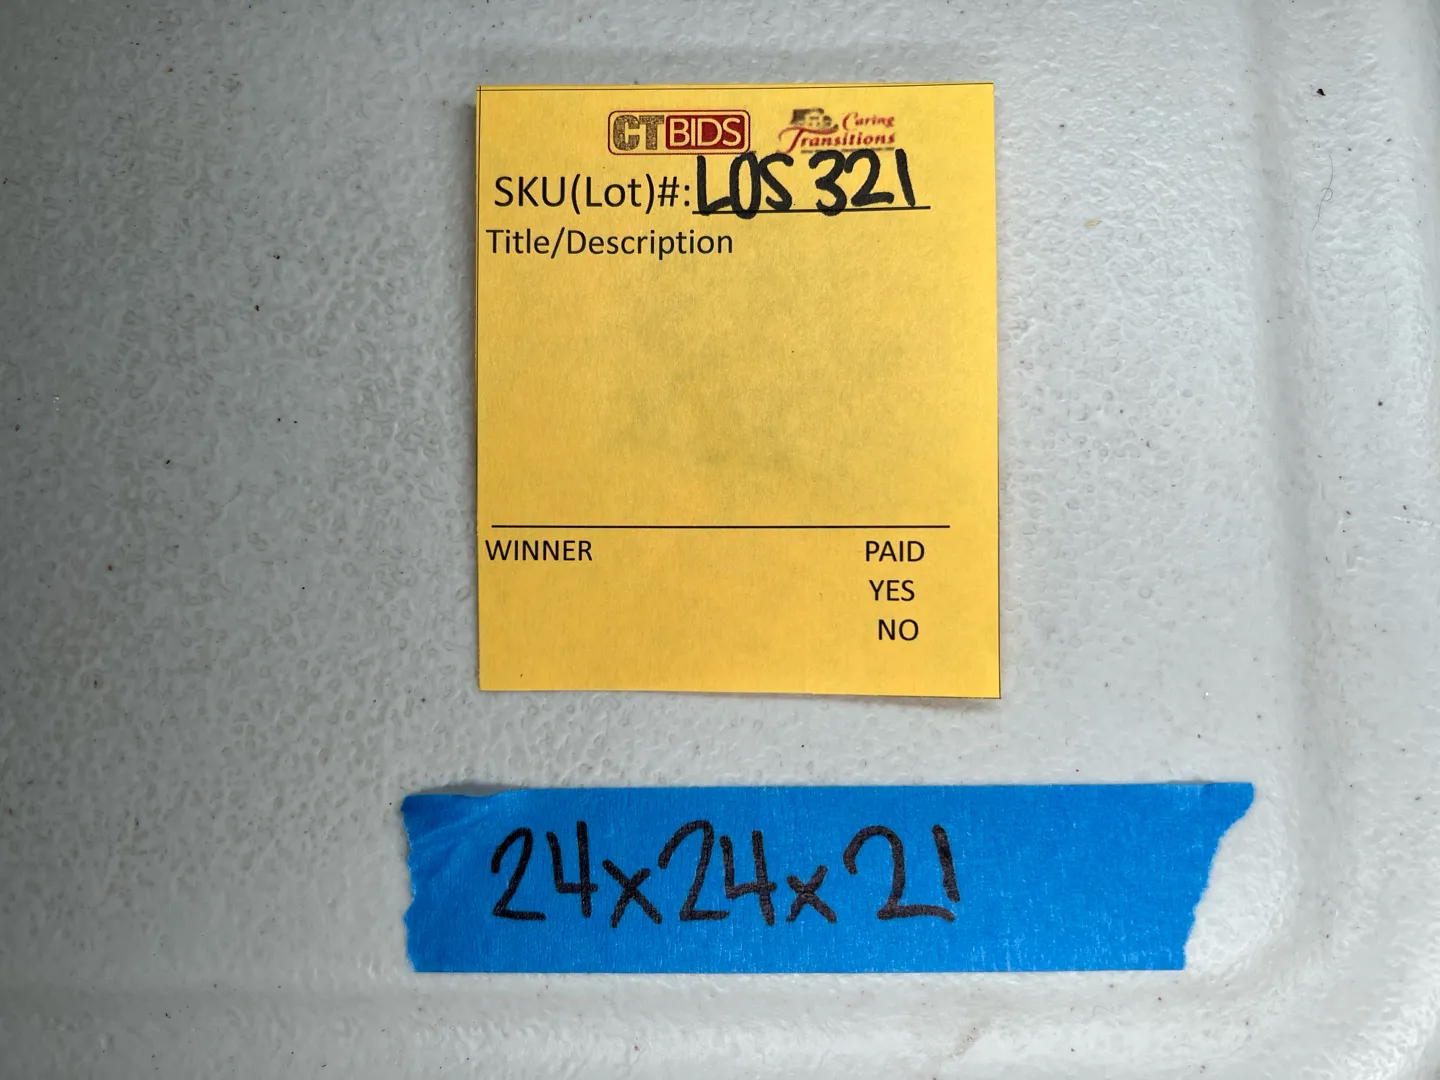 CTBIDS Caring Transitions
SKU(Lot)#: LOS 321
Title/Description
WINNER PAID
YES
NO
24x24x21